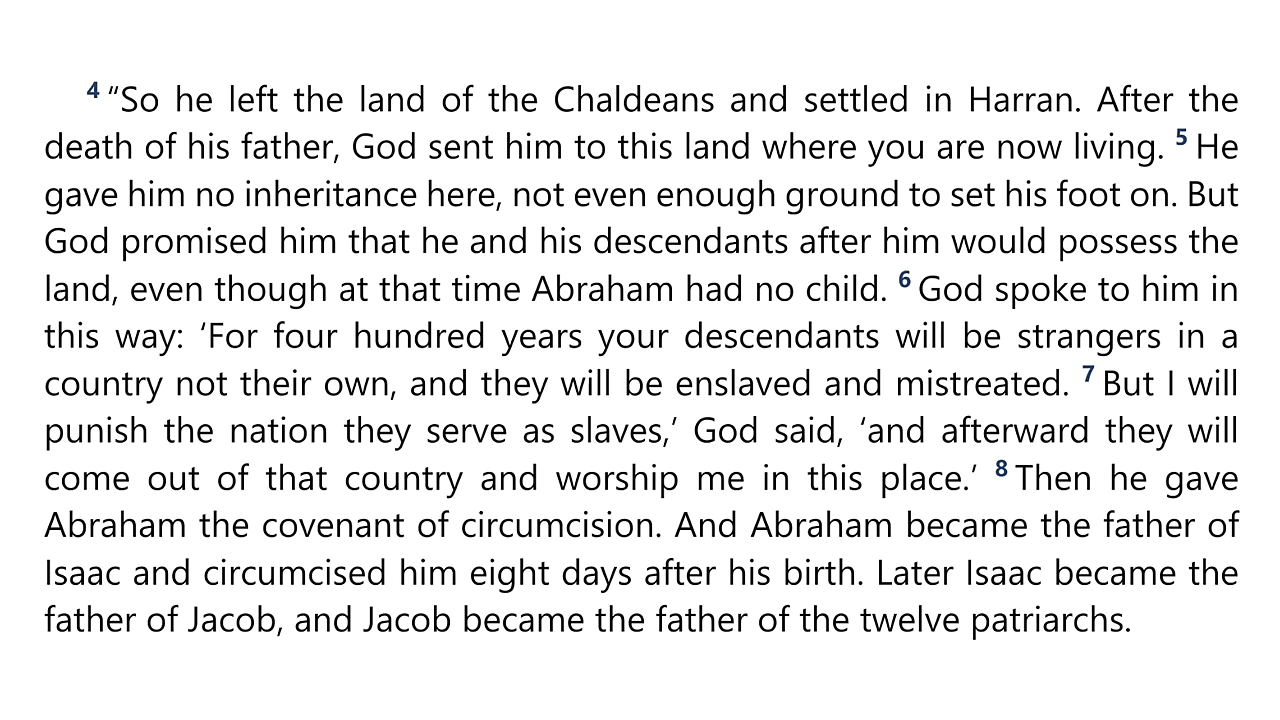 4 “So he left the land of the Chaldeans and settled in Harran. After the
death of his father, God sent him to this land where you are now living. 5 He
gave him no inheritance here, not even enough ground to set his foot on. But
God promised him that he and his descendants after him would possess the
land, even though at that time Abraham had no child. 6 God spoke to him in
this way: ‘For four hundred years your descendants will be strangers in a
country not their own, and they will be enslaved and mistreated. 7 But I will
punish the nation they serve as slaves,’ God said, ‘and afterward they will
come out of that country and worship me in this place.’ 8 Then he gave
Abraham the covenant of circumcision. And Abraham became the father of
Isaac and circumcised him eight days after his birth. Later Isaac became the
father of Jacob, and Jacob became the father of the twelve patriarchs.